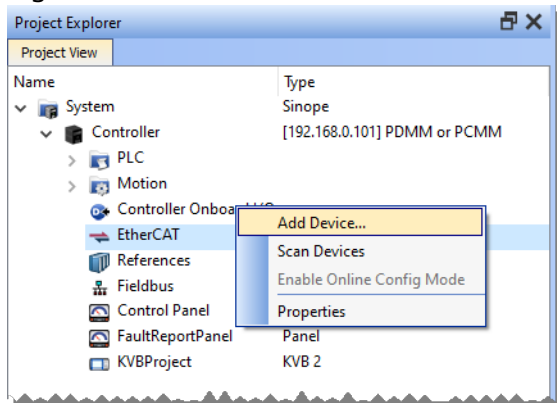 Project Explorer
Project View
Name Type
System Sinope
Controller [192.168.0.101] PDMM or PCMM
PLC
Motion
Controller Onboard
EtherCAT
Add Device...
References
Scan Devices
Fieldbus
Enable Online Config Mode
Control Panel
Properties
FaultReportPanel Panel
KVBProject KVB 2